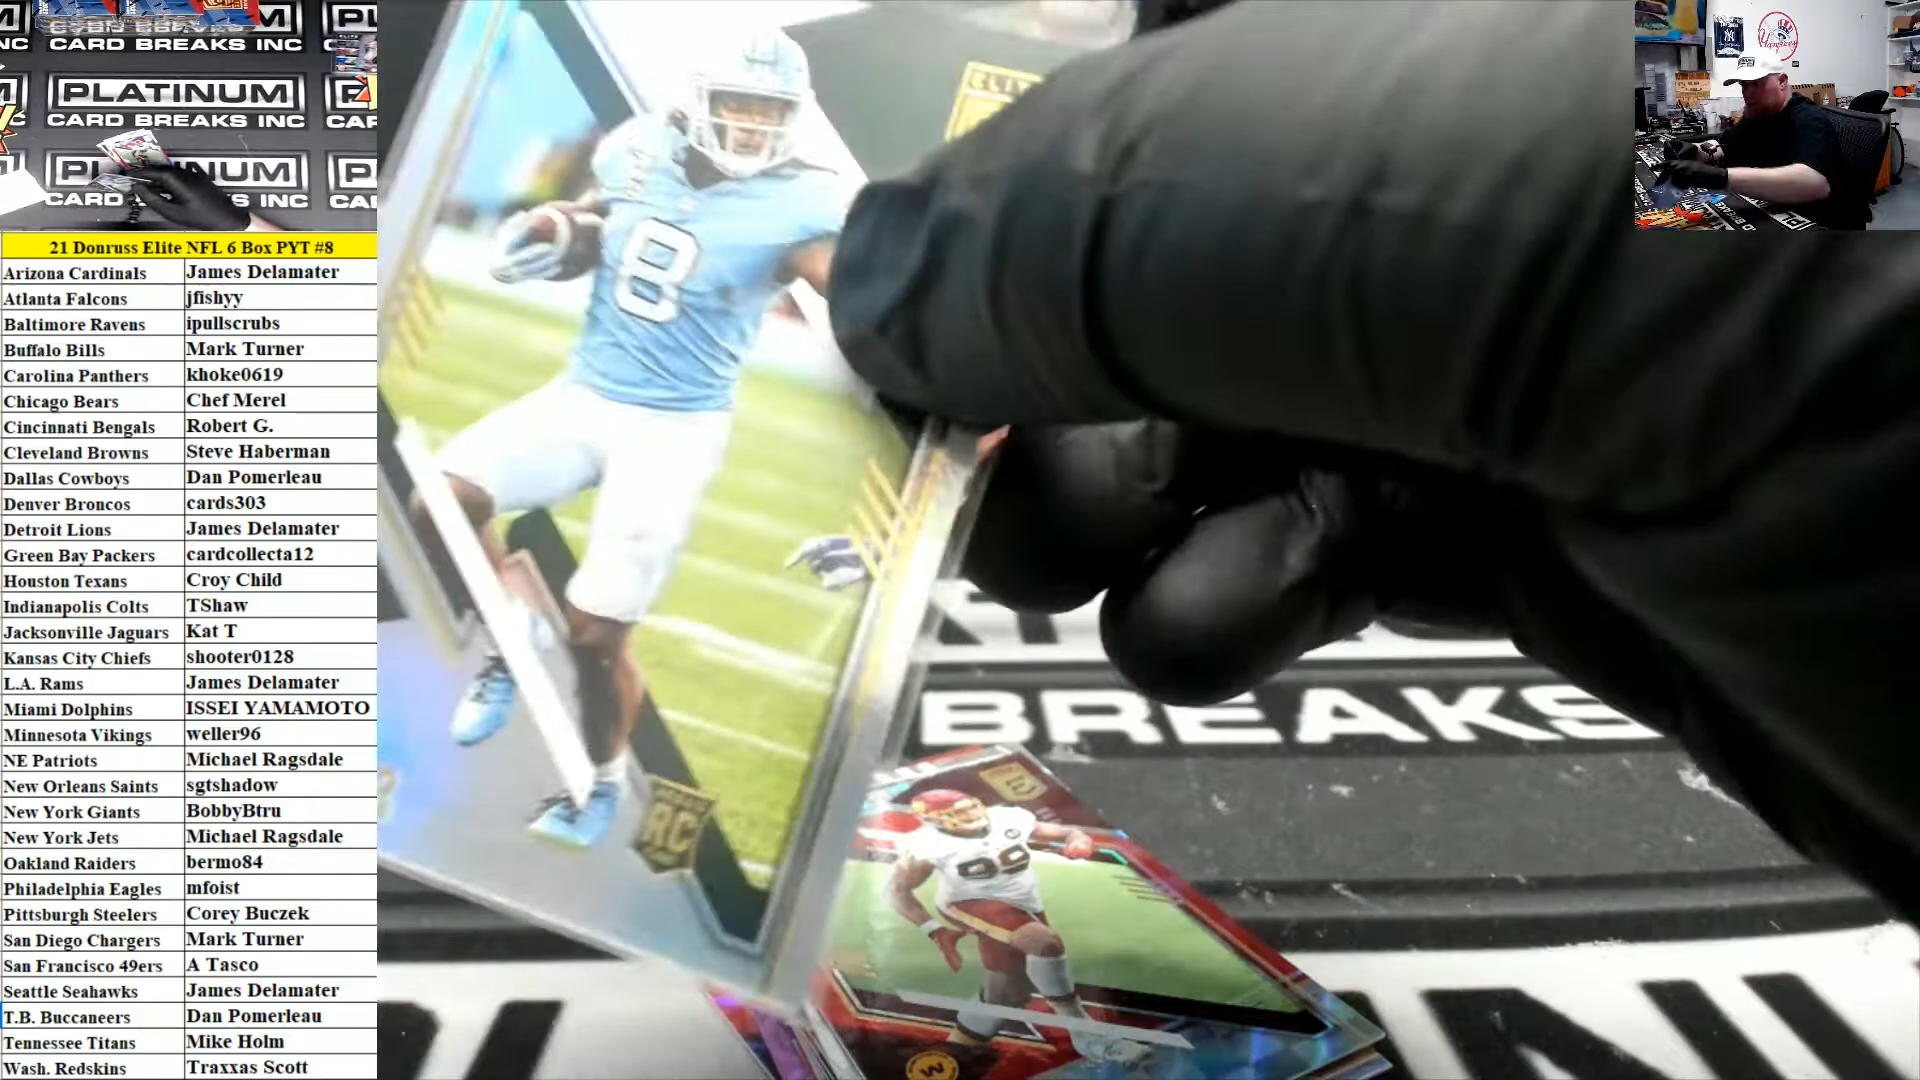 CARD BREAKS INC
PLATINUM
CARD BREAKS INC
PLATINUM
CARD
21 Donruss Elite NFL 6 Box PYT #8
Arizona Cardinals James Delamater
Atlanta Falcons jfishyy
Baltimore Ravens ipullscrubs
Buffalo Bills Mark Turner
Carolina Panthers khoke0619
Chicago Bears Chef Merel
Cincinnati Bengals Robert G.
Cleveland Browns Steve Haberman
Dallas Cowboys Dan Pomerleau
Denver Broncos cards303
Detroit Lions James Delamater
Green Bay Packers cardcollecta12
Houston Texans Croy Child
Indianapolis Colts TShaw
Jacksonville Jaguars Kat T
Kansas City Chiefs shooter0128
L.A. Rams James Delamater
Miami Dolphins ISSEI YAMAMOTO
Minnesota Vikings weller96
NE Patriots Michael Ragsdale
New Orleans Saints sgtshadow
New York Giants BobbyBtru
New York Jets Michael Ragsdale
Oakland Raiders bermo84
Philadelphia Eagles mfoist
Pittsburgh Steelers Corey Buczek
San Diego Chargers Mark Turner
San Francisco 49ers A Tasco
Seattle Seahawks James Delamater
T.B. Buccaneers Dan Pomerleau
Tennessee Titans Mike Holm
Wash. Redskins Traxxas Scott
8
RC
BREAKS
E
99
W
Yankees